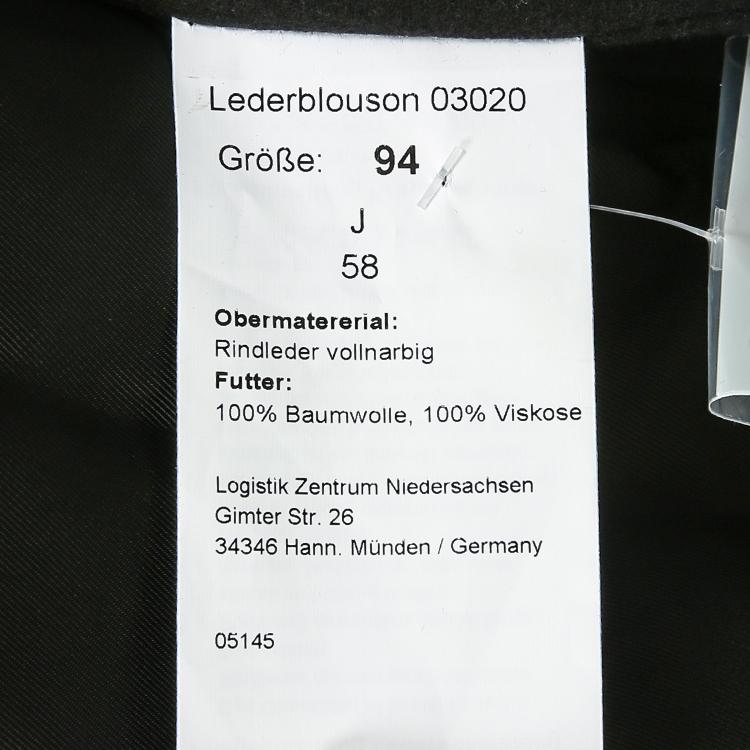 Lederblouson 03020
Größe: 94
J
58
Obermatererial:
Rindleder vollnarbig
Futter:
100% Baumwolle, 100% Viskose
Logistik Zentrum Niedersachsen
Gimter Str. 26
34346 Hann. Münden / Germany
05145